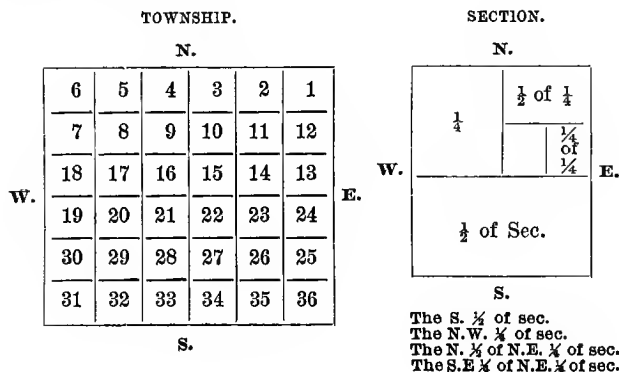 TOWNSHIP.
N.
6 5 4 3 2 1
7 8 9 10 11 12
18 17 16 15 14 13
W. 19 20 21 22 23 24 E.
30 29 28 27 26 25
31 32 33 34 35 36
S.
SECTION.
N.
1/4
1/2 of 1/4
1/4
of
1/4
W. E.
1/2 of Sec.
S.
The S. 1/2 of sec.
The N.W. 1/4 of sec.
The N. 1/2 of N.E. 1/4 of sec.
The S.E 1/4 of N.E. 1/4 of sec.